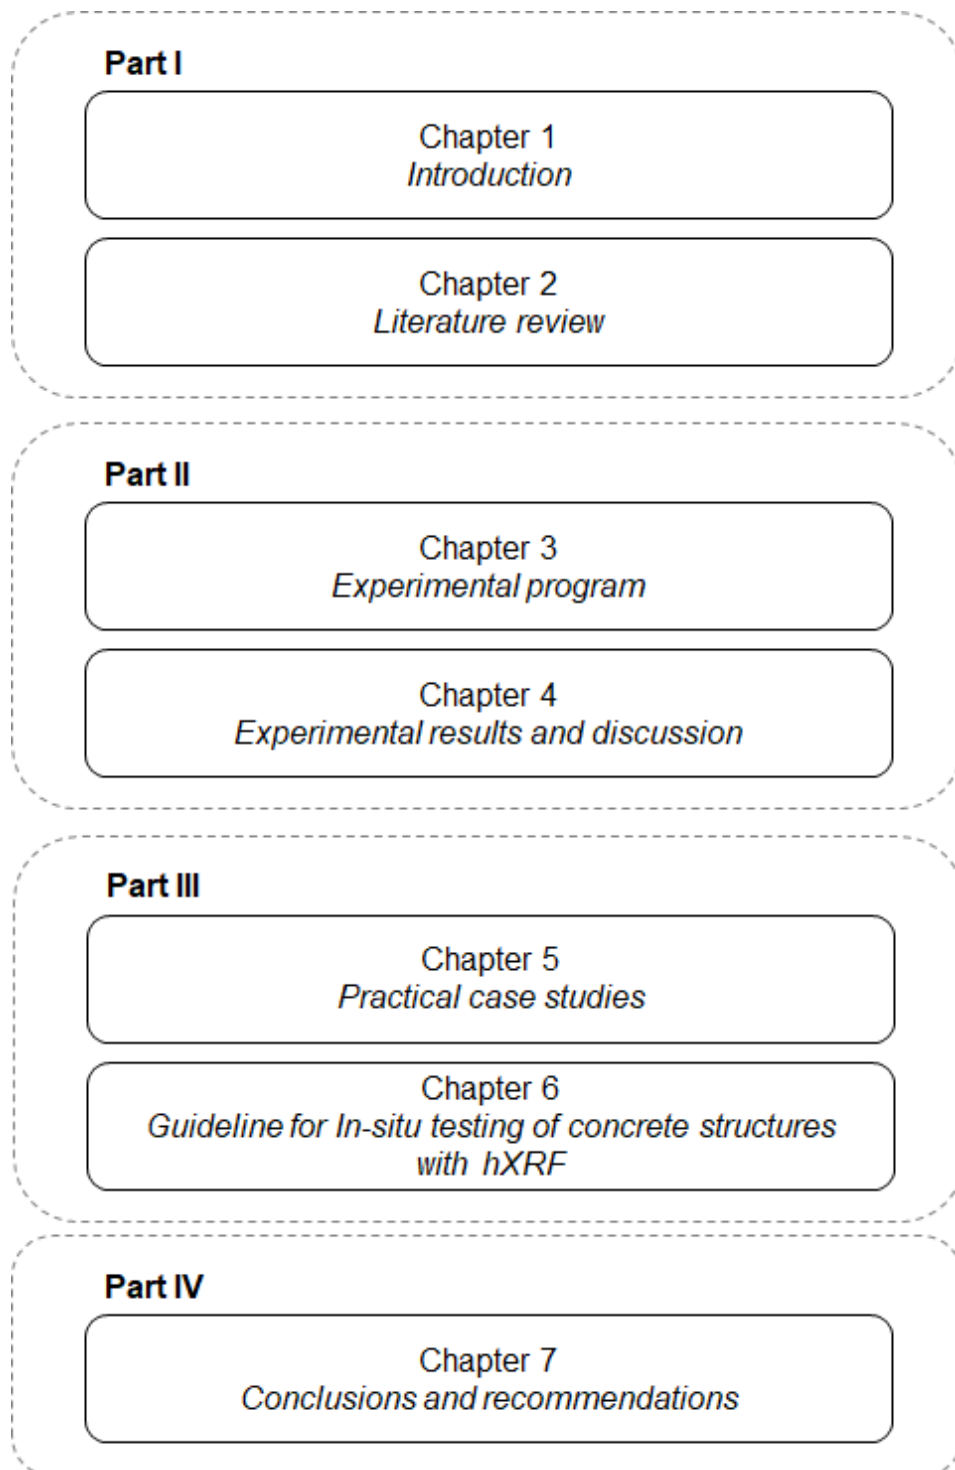 Part I
Chapter 1
Introduction
Chapter 2
Literature review
Part II
Chapter 3
Experimental program
Chapter 4
Experimental results and discussion
Part III
Chapter 5
Practical case studies
Chapter 6
Guideline for In-situ testing of concrete structures
with hXRF
Part IV
Chapter 7
Conclusions and recommendations